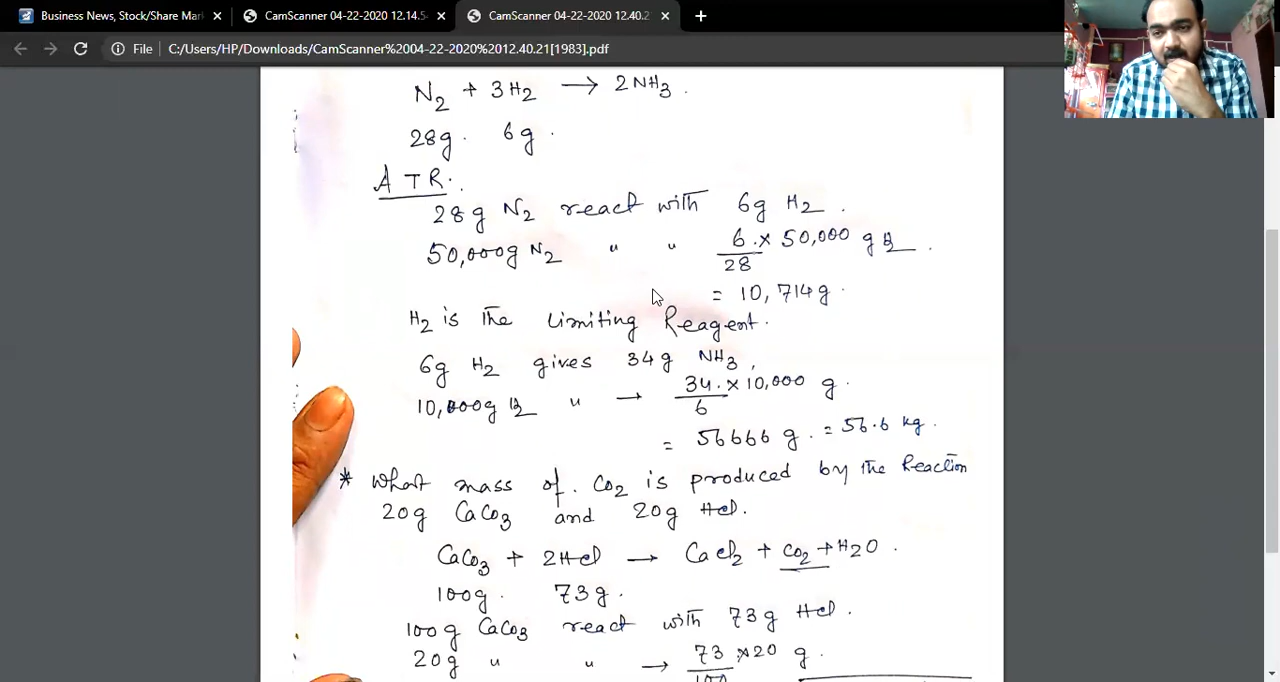 Business News, Stock/Share Mar
CamScanner 04-22-2020 12.14.5
CamScanner 04-22-2020 12.40.2
File C:/Users/HP/Downloads/CamScanner%2004-22-2020%2012.40.21[1983].pdf
N2 + 3H2 → 2NH3.
28g. 6g.
ATR.
28g N2 react with 6g H2.
50,000g N2 " " 6 × 50,000 g H2.
28
= 10,714g.
H2 is the limiting Reagent.
6g H2 gives 34g NH3,
10,000g H2 " → 34 × 10,000 g.
6
= 56666 g. = 56.6 kg.
* What mass of. CO2 is produced by the Reaction
20g CaCO3 and 20g HCl.
CaCO3 + 2HCl → CaCl2 + CO2 + H2O.
100g. 73g.
100g CaCO3 react with 73g HCl.
20g " " → 73 × 20 g.
100